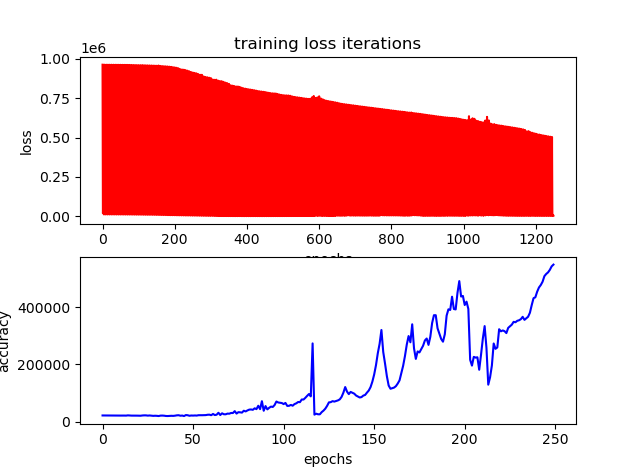 training loss iterations
1e6
1.00
0.75
0.50
0.25
0.00
loss
0 200 400 600 800 1000 1200
epochs
400000
200000
0
accuracy
0 50 100 150 200 250
epochs